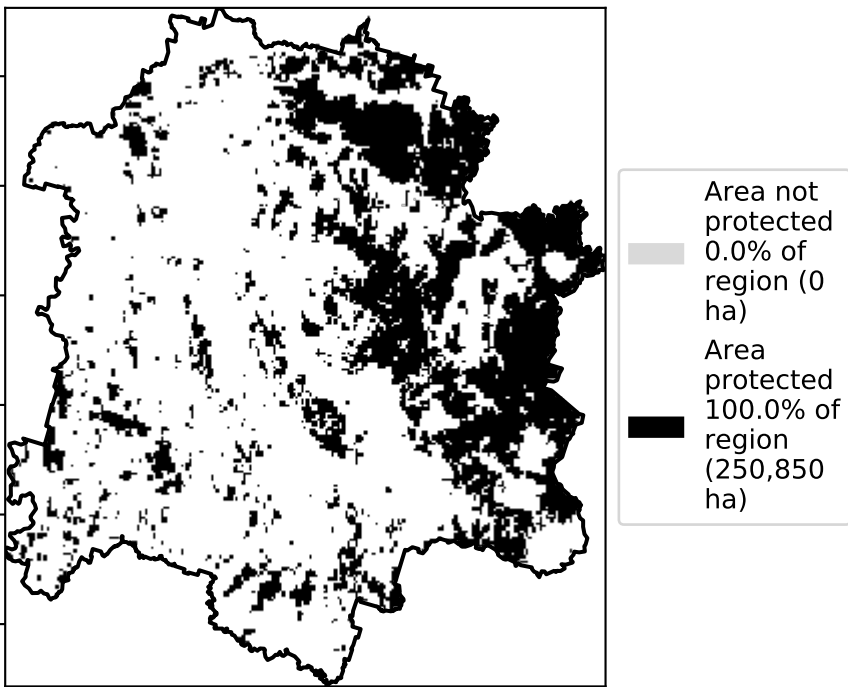 Area not
protected
0.0% of
region (0
ha)
Area
protected
100.0% of
region
(250,850
ha)